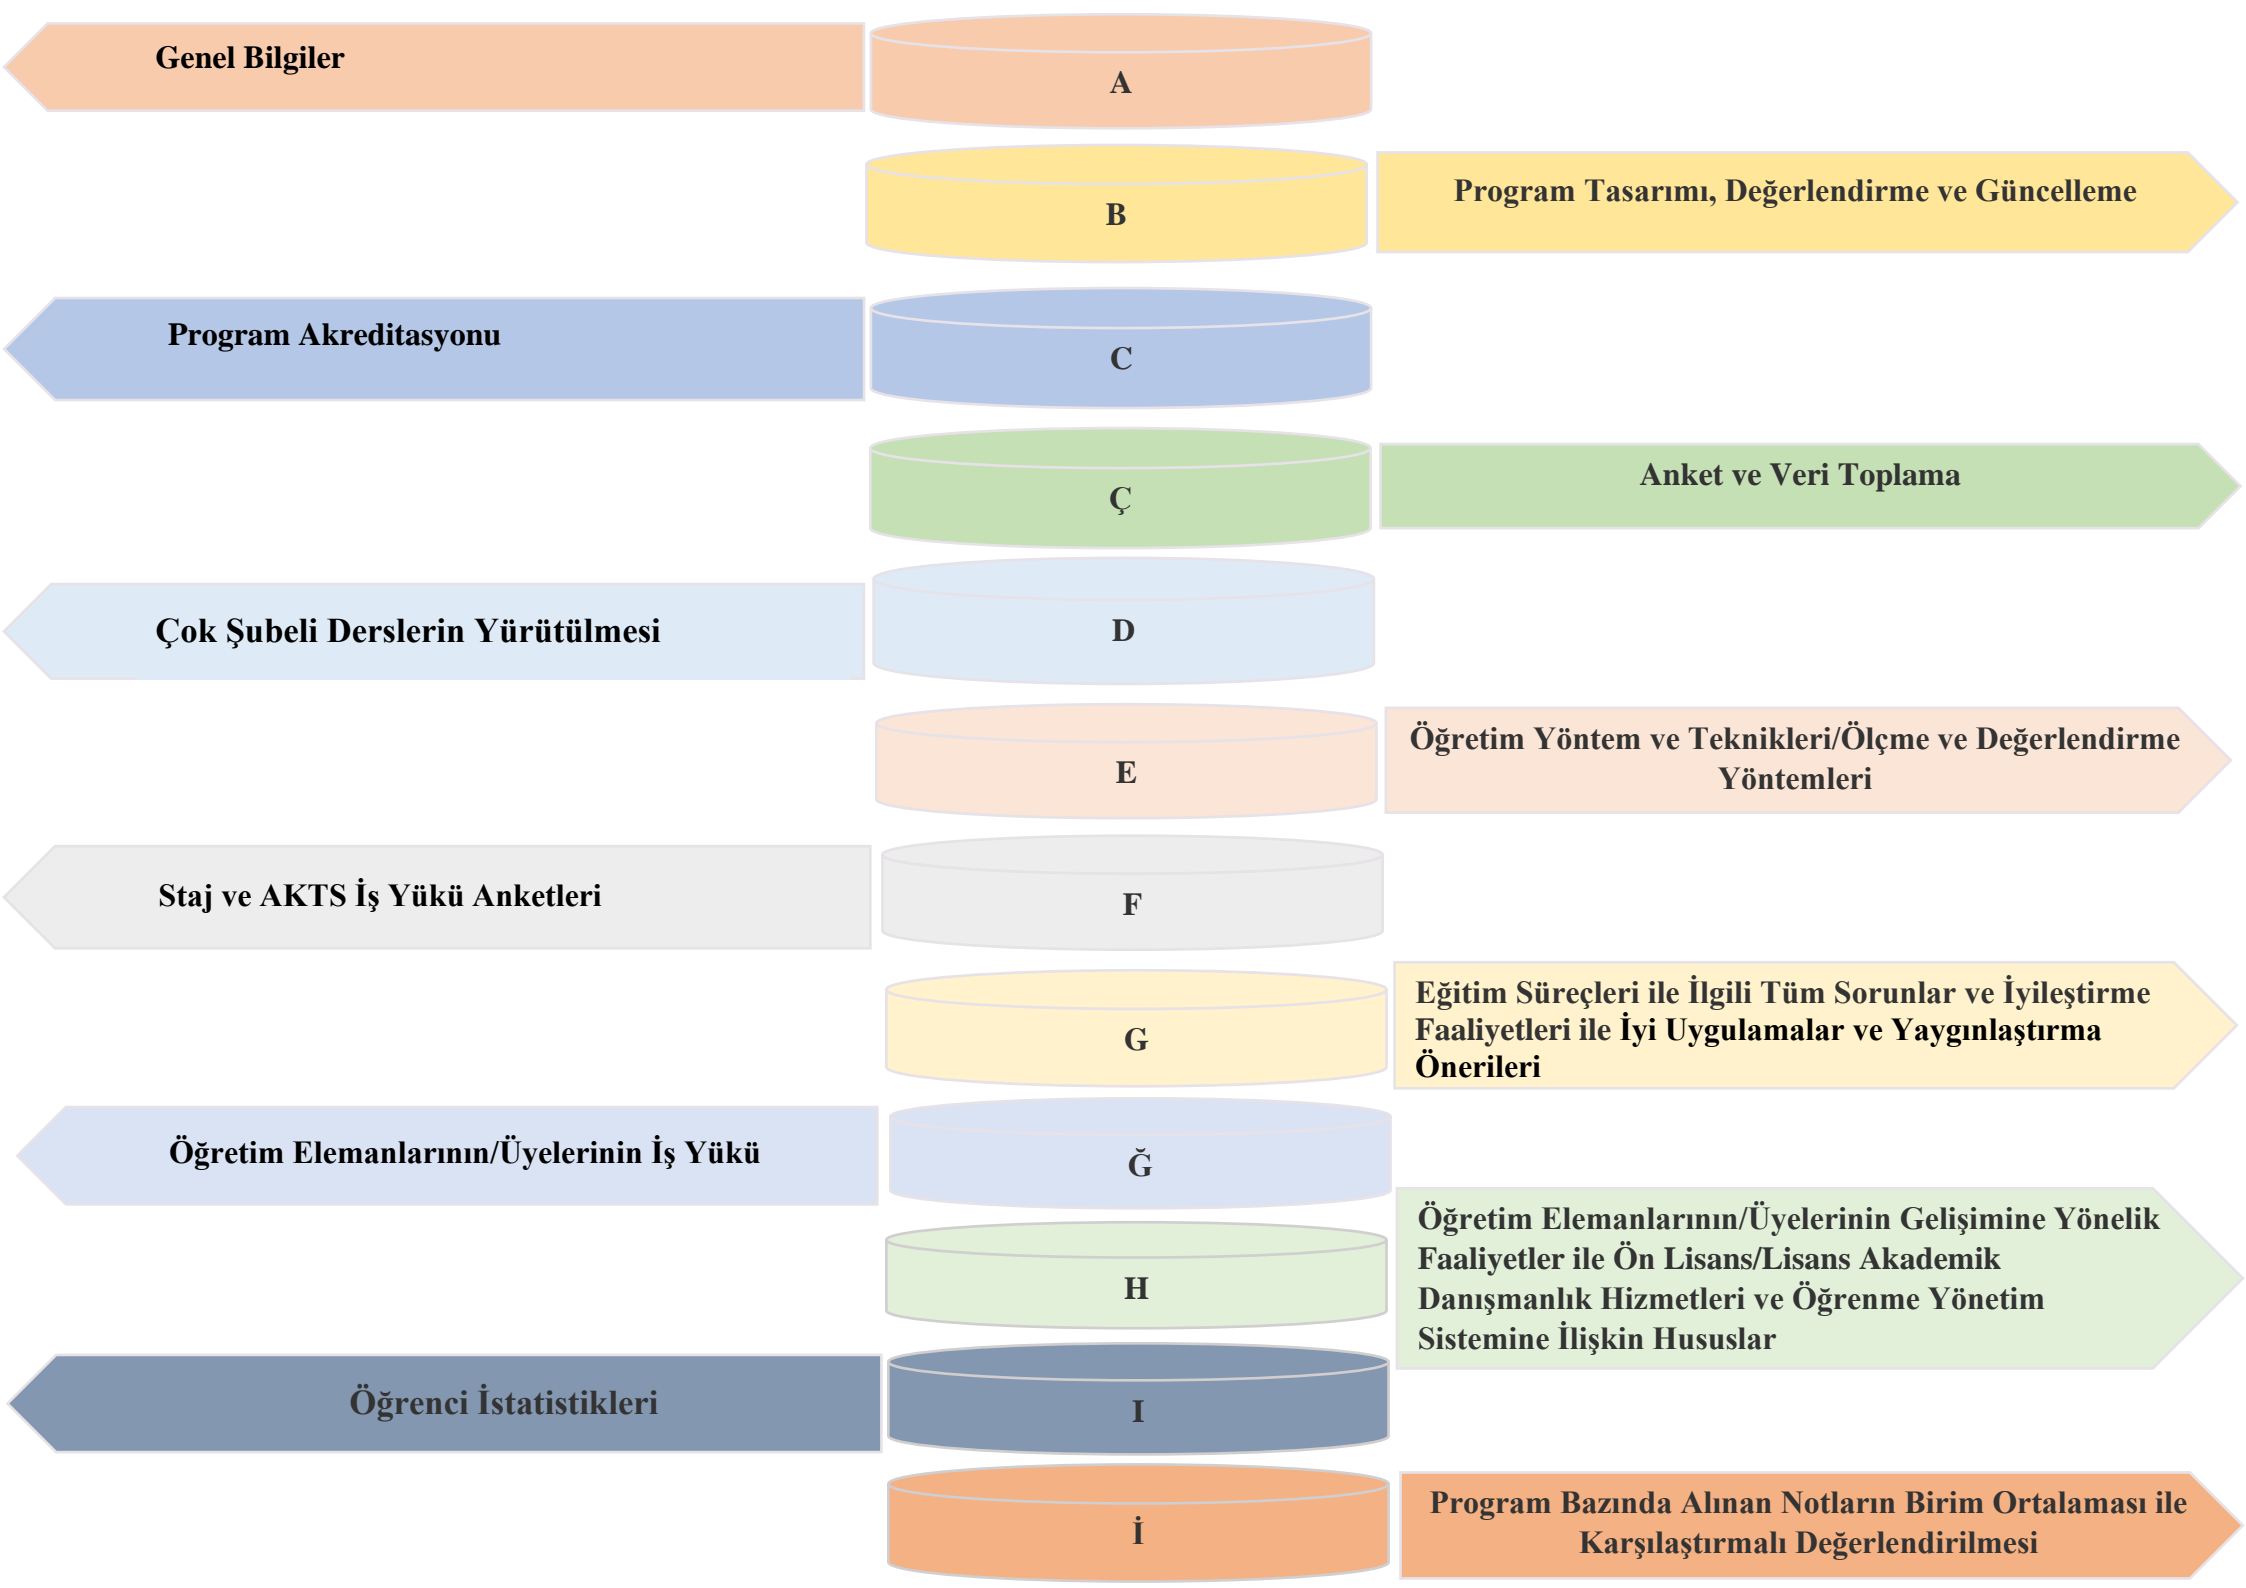 Genel Bilgiler
A
B
Program Tasarımı, Değerlendirme ve Güncelleme
Program Akreditasyonu
C
Ç
Anket ve Veri Toplama
Çok Şubeli Derslerin Yürütülmesi
D
E
Öğretim Yöntem ve Teknikleri/Ölçme ve Değerlendirme
Yöntemleri
Staj ve AKTS İş Yükü Anketleri
F
G
Eğitim Süreçleri ile İlgili Tüm Sorunlar ve İyileştirme
Faaliyetleri ile İyi Uygulamalar ve Yaygınlaştırma
Önerileri
Öğretim Elemanlarının/Üyelerinin İş Yükü
Ğ
H
Öğretim Elemanlarının/Üyelerinin Gelişimine Yönelik
Faaliyetler ile Ön Lisans/Lisans Akademik
Danışmanlık Hizmetleri ve Öğrenme Yönetim
Sistemine İlişkin Hususlar
Öğrenci İstatistikleri
I
İ
Program Bazında Alınan Notların Birim Ortalaması ile
Karşılaştırmalı Değerlendirilmesi